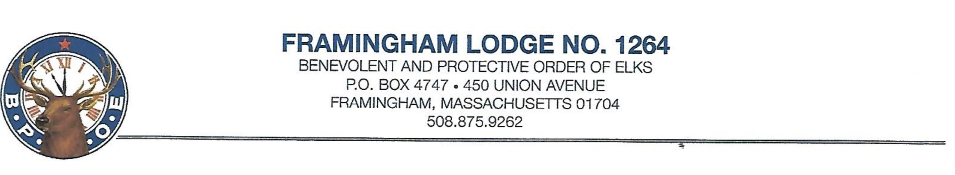 FRAMINGHAM LODGE NO. 1264
BENEVOLENT AND PROTECTIVE ORDER OF ELKS
P.O. BOX 4747 • 450 UNION AVENUE
FRAMINGHAM, MASSACHUSETTS 01704
508.875.9262
B•P•O•E